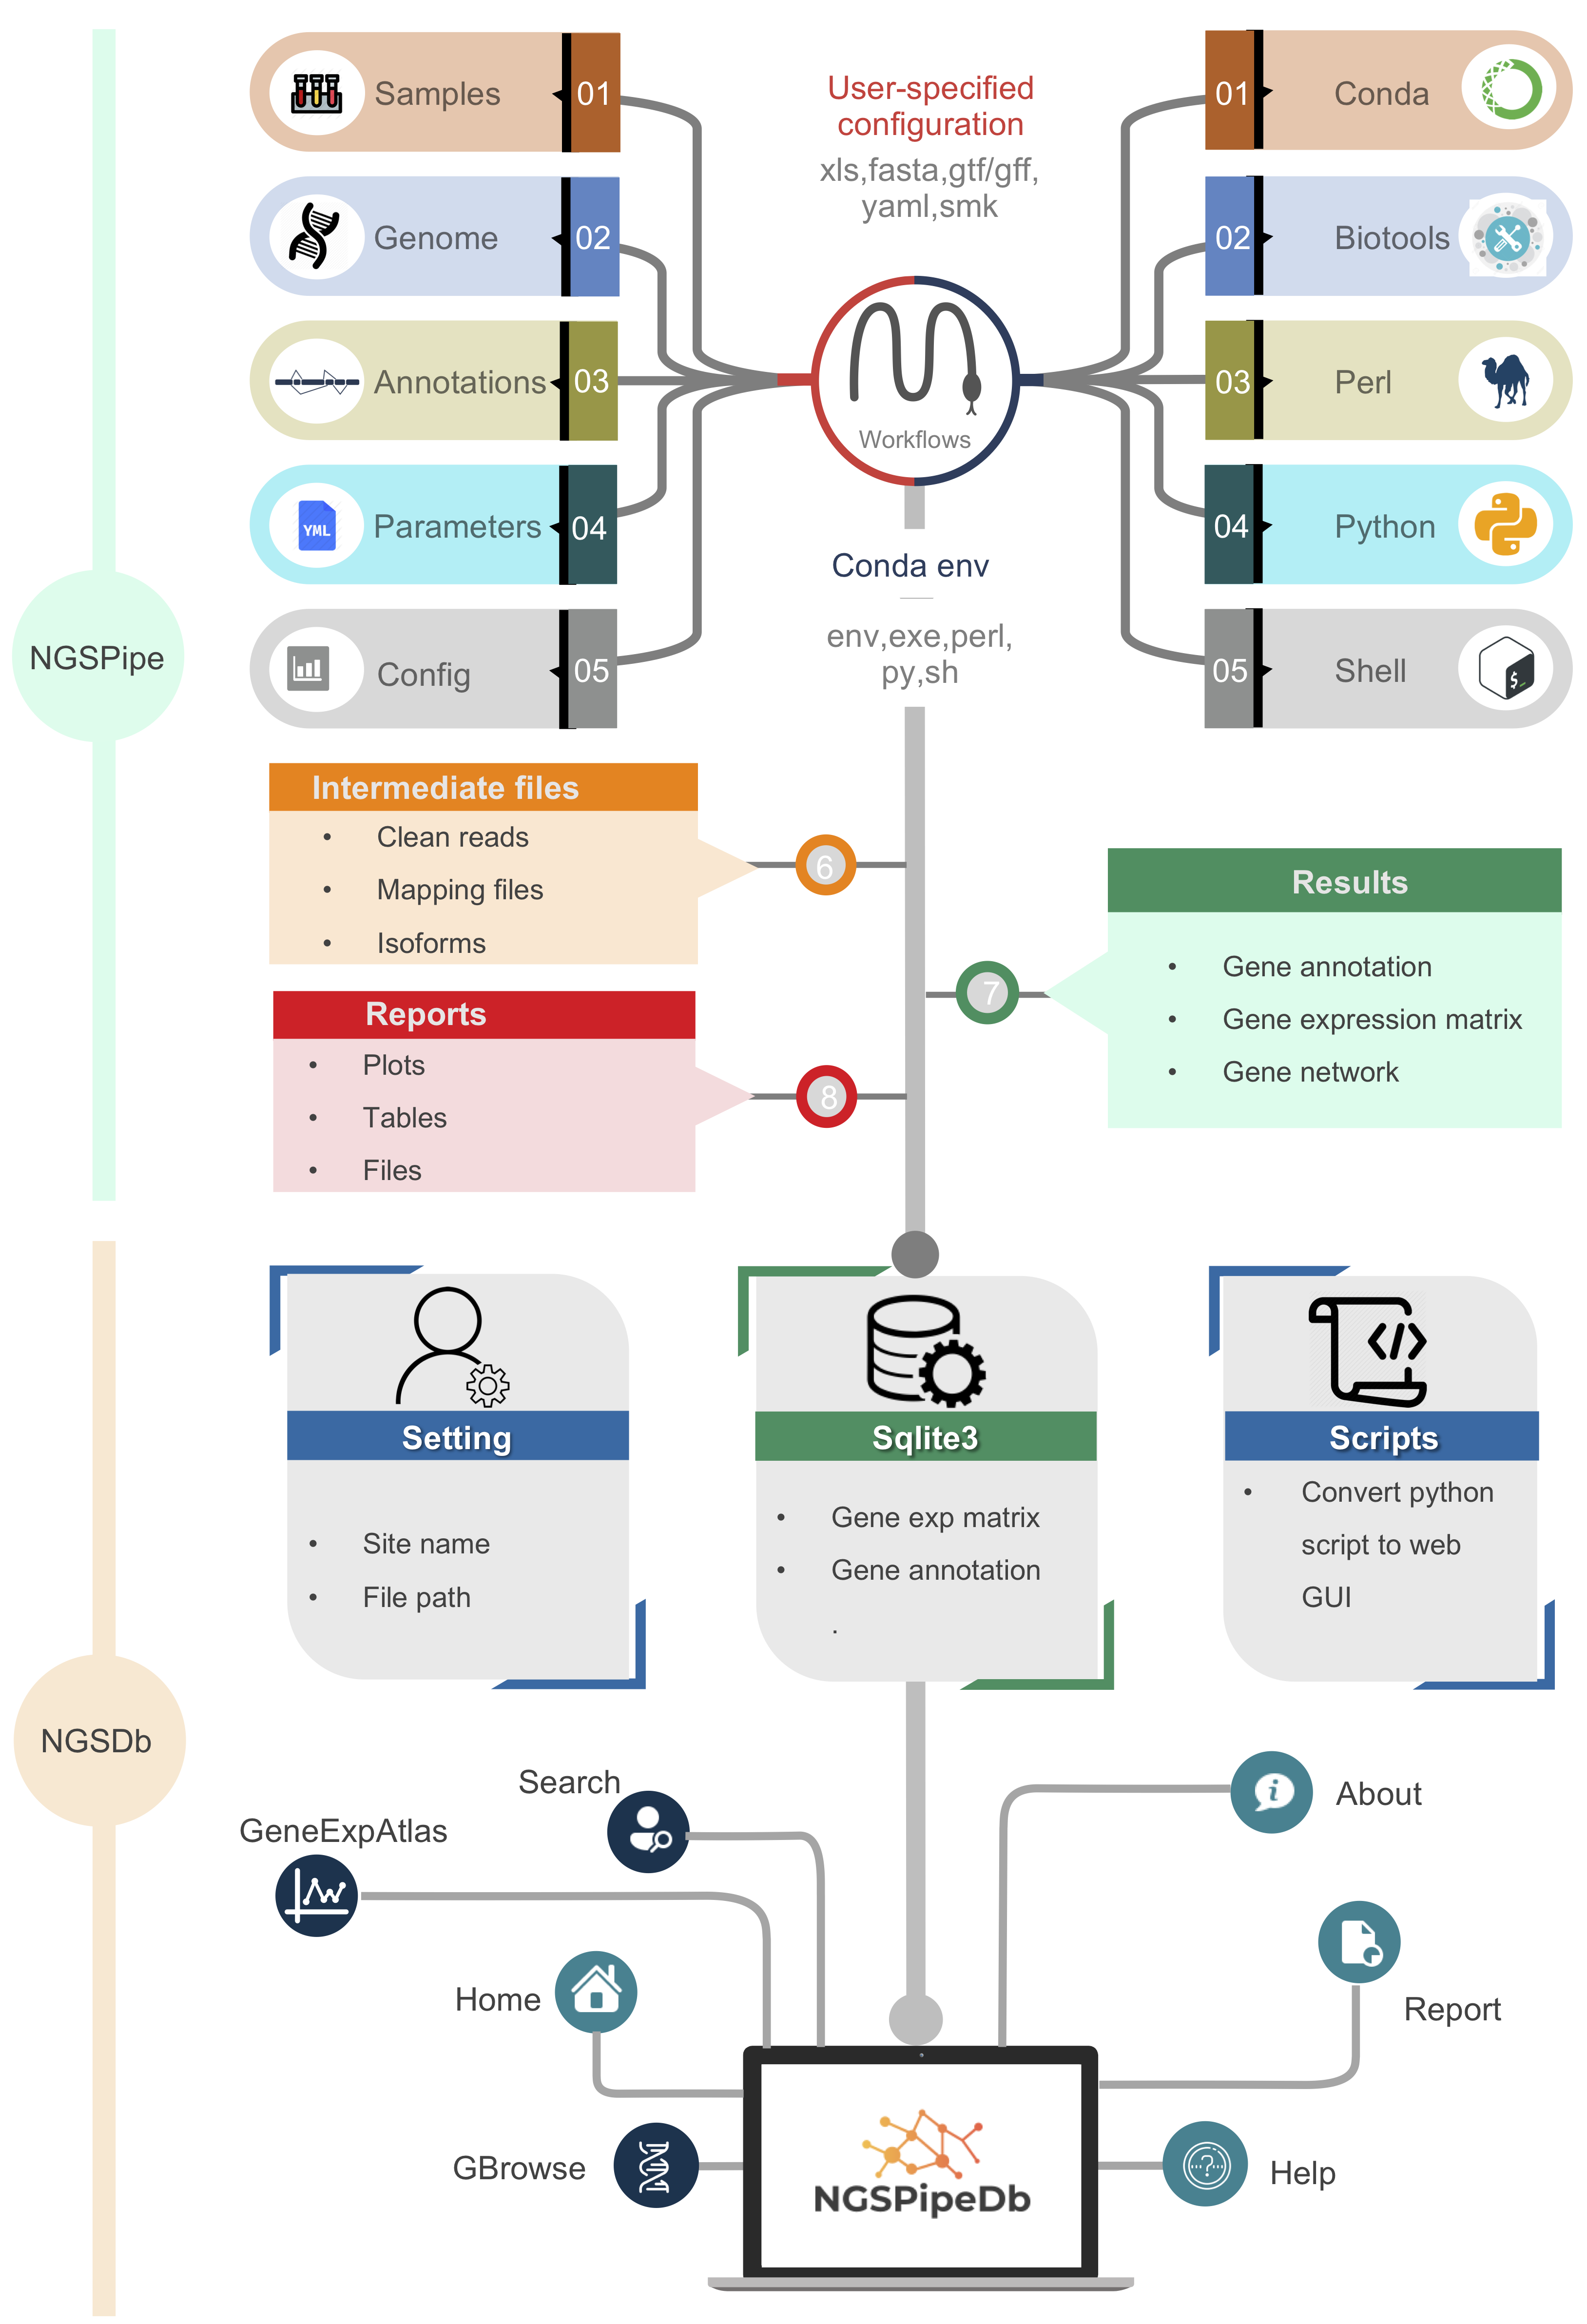 Samples
01
Genome
02
Annotations
03
Parameters
YML
04
Config
05
User-specified
configuration
xls,fasta,gtf/gff,
yaml,smk
Workflows
Conda env
env,exe,perl,
py,sh
01
Conda
02
Biotools
03
Perl
04
Python
05
Shell
$
NGSPipe
Intermediate files
• Clean reads
• Mapping files
• Isoforms
6
Results
• Gene annotation
• Gene expression matrix
• Gene network
7
Reports
• Plots
• Tables
• Files
8
Setting
• Site name
• File path
Sqlite3
• Gene exp matrix
• Gene annotation
.
</>
Scripts
• Convert python
script to web
GUI
NGSDb
Search
GeneExpAtlas
Home
GBrowse
i
About
Report
?
Help
NGSPipeDb